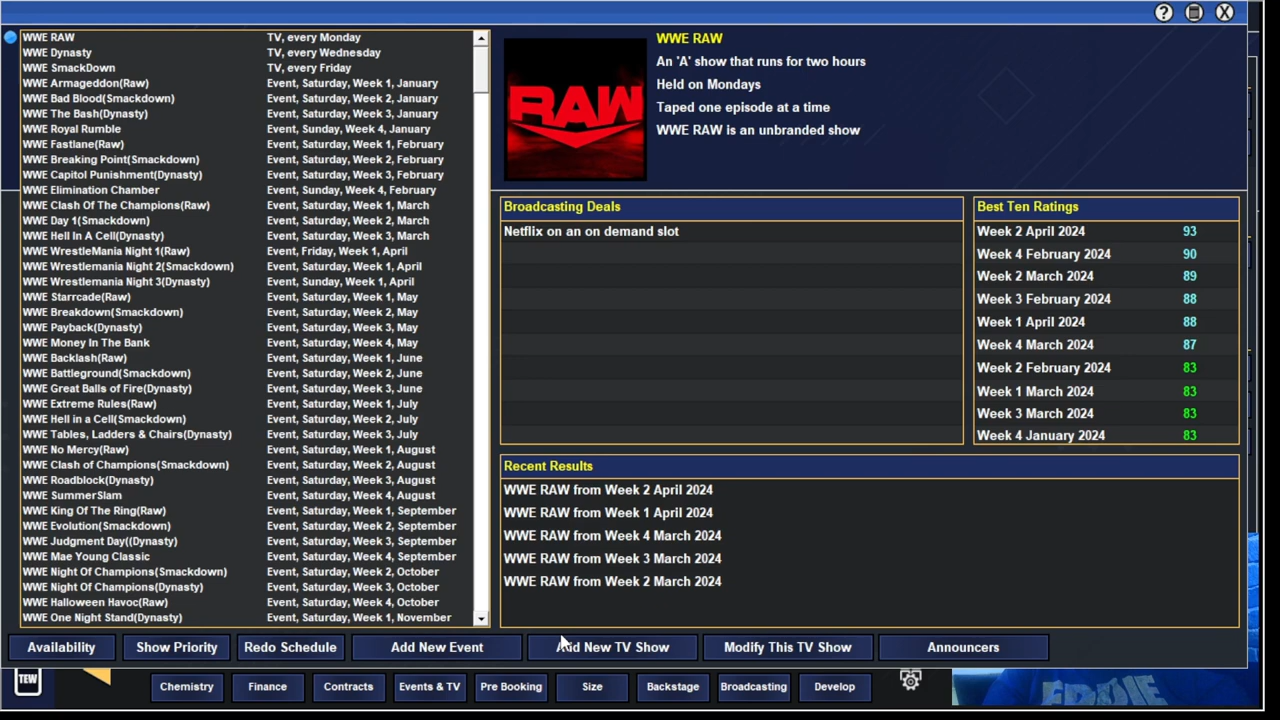 ? X
WWE RAW TV, every Monday
WWE Dynasty TV, every Wednesday
WWE SmackDown TV, every Friday
WWE Armageddon(Raw) Event, Saturday, Week 1, January
WWE Bad Blood(Smackdown) Event, Saturday, Week 2, January
WWE The Bash(Dynasty) Event, Saturday, Week 3, January
WWE Royal Rumble Event, Sunday, Week 4, January
WWE Fastlane(Raw) Event, Saturday, Week 1, February
WWE Breaking Point(Smackdown) Event, Saturday, Week 2, February
WWE Capitol Punishment(Dynasty) Event, Saturday, Week 3, February
WWE Elimination Chamber Event, Sunday, Week 4, February
WWE Clash Of The Champions(Raw) Event, Saturday, Week 1, March
WWE Day 1(Smackdown) Event, Saturday, Week 2, March
WWE Hell In A Cell(Dynasty) Event, Saturday, Week 3, March
WWE WrestleMania Night 1(Raw) Event, Friday, Week 1, April
WWE Wrestlemania Night 2(Smackdown) Event, Saturday, Week 1, April
WWE Wrestlemania Night 3(Dynasty) Event, Sunday, Week 1, April
WWE Starrcade(Raw) Event, Saturday, Week 1, May
WWE Breakdown(Smackdown) Event, Saturday, Week 2, May
WWE Payback(Dynasty) Event, Saturday, Week 3, May
WWE Money In The Bank Event, Saturday, Week 4, May
WWE Backlash(Raw) Event, Saturday, Week 1, June
WWE Battleground(Smackdown) Event, Saturday, Week 2, June
WWE Great Balls of Fire(Dynasty) Event, Saturday, Week 3, June
WWE Extreme Rules(Raw) Event, Saturday, Week 1, July
WWE Hell in a Cell(Smackdown) Event, Saturday, Week 2, July
WWE Tables, Ladders & Chairs(Dynasty) Event, Saturday, Week 3, July
WWE No Mercy(Raw) Event, Saturday, Week 1, August
WWE Clash of Champions(Smackdown) Event, Saturday, Week 2, August
WWE Roadblock(Dynasty) Event, Saturday, Week 3, August
WWE SummerSlam Event, Saturday, Week 4, August
WWE King Of The Ring(Raw) Event, Saturday, Week 1, September
WWE Evolution(Smackdown) Event, Saturday, Week 2, September
WWE Judgment Day((Dynasty) Event, Saturday, Week 3, September
WWE Mae Young Classic Event, Saturday, Week 4, September
WWE Night Of Champions(Smackdown) Event, Saturday, Week 2, October
WWE Night Of Champions(Dynasty) Event, Saturday, Week 3, October
WWE Halloween Havoc(Raw) Event, Saturday, Week 4, October
WWE One Night Stand(Dynasty) Event, Saturday, Week 1, November
RAW
WWE RAW
An 'A' show that runs for two hours
Held on Mondays
Taped one episode at a time
WWE RAW is an unbranded show
Broadcasting Deals
Netflix on an on demand slot
Best Ten Ratings
Week 2 April 2024 93
Week 4 February 2024 90
Week 2 March 2024 89
Week 3 February 2024 88
Week 1 April 2024 88
Week 4 March 2024 87
Week 2 February 2024 83
Week 1 March 2024 83
Week 3 March 2024 83
Week 4 January 2024 83
Recent Results
WWE RAW from Week 2 April 2024
WWE RAW from Week 1 April 2024
WWE RAW from Week 4 March 2024
WWE RAW from Week 3 March 2024
WWE RAW from Week 2 March 2024
Availability Show Priority Redo Schedule Add New Event Add New TV Show Modify This TV Show Announcers
TEW Chemistry Finance Contracts Events & TV Pre Booking Size Backstage Broadcasting Develop
EDDIE